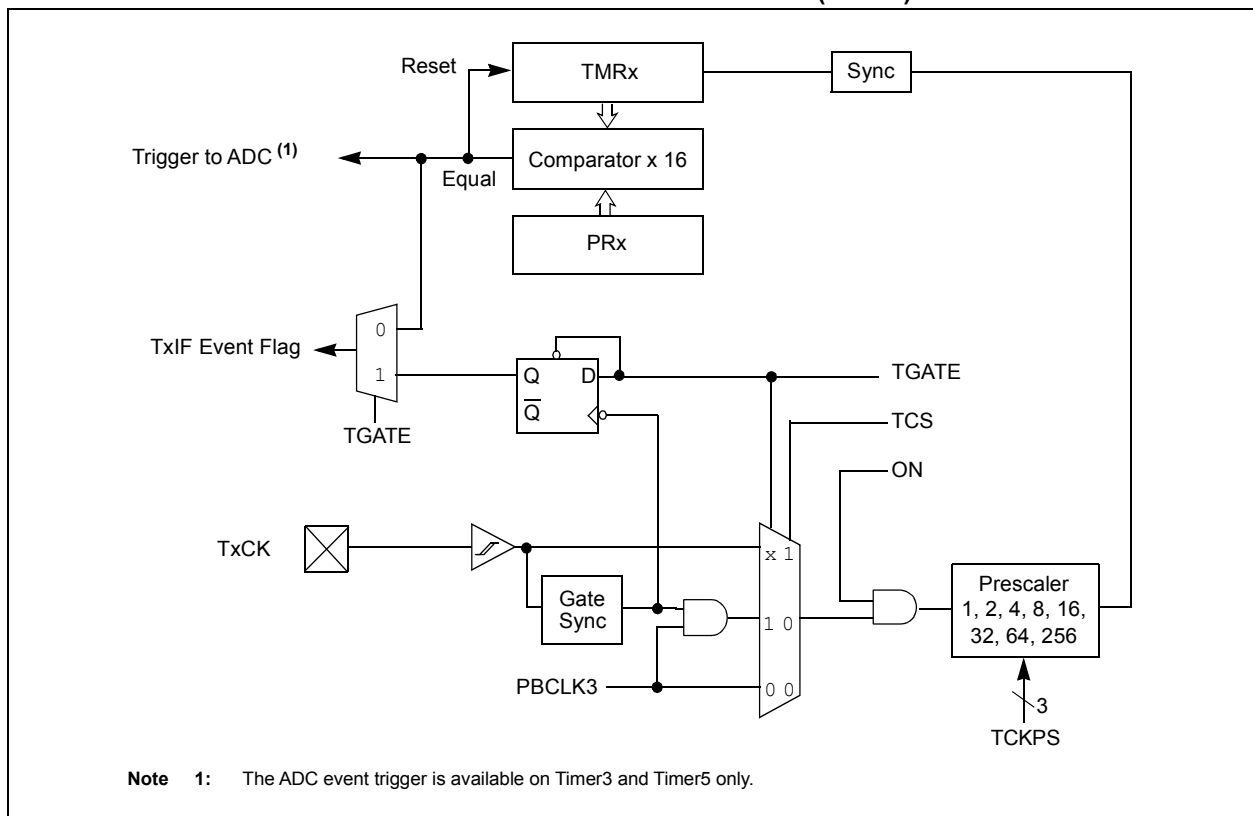 Reset
TMRx
Sync
Trigger to ADC (1)
Equal
Comparator x 16
PRx
TxIF Event Flag
0
1
TGATE
Q
D
Q
TGATE
TCS
ON
TxCK
Gate
Sync
x 1
1 0
0 0
PBCLK3
Prescaler
1, 2, 4, 8, 16,
32, 64, 256
3
TCKPS
Note 1: The ADC event trigger is available on Timer3 and Timer5 only.